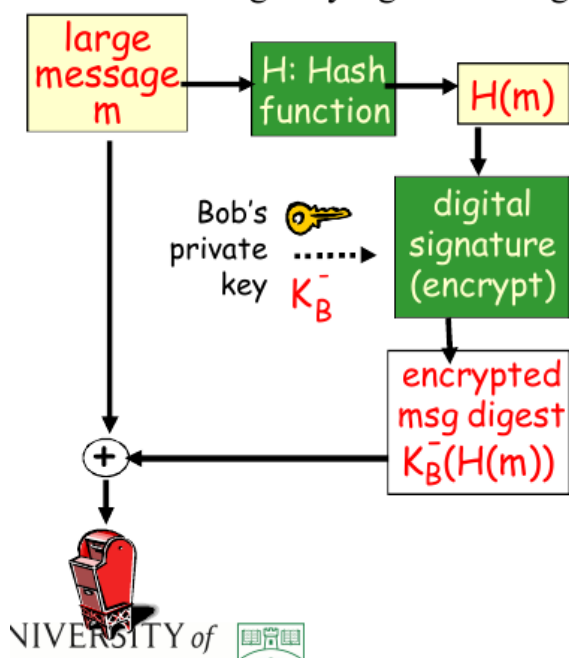 large
message
m
H: Hash
function
H(m)
Bob's
private
key
K_B^-
digital
signature
(encrypt)
encrypted
msg digest
K_B^-(H(m))
+
NIVERSITY of